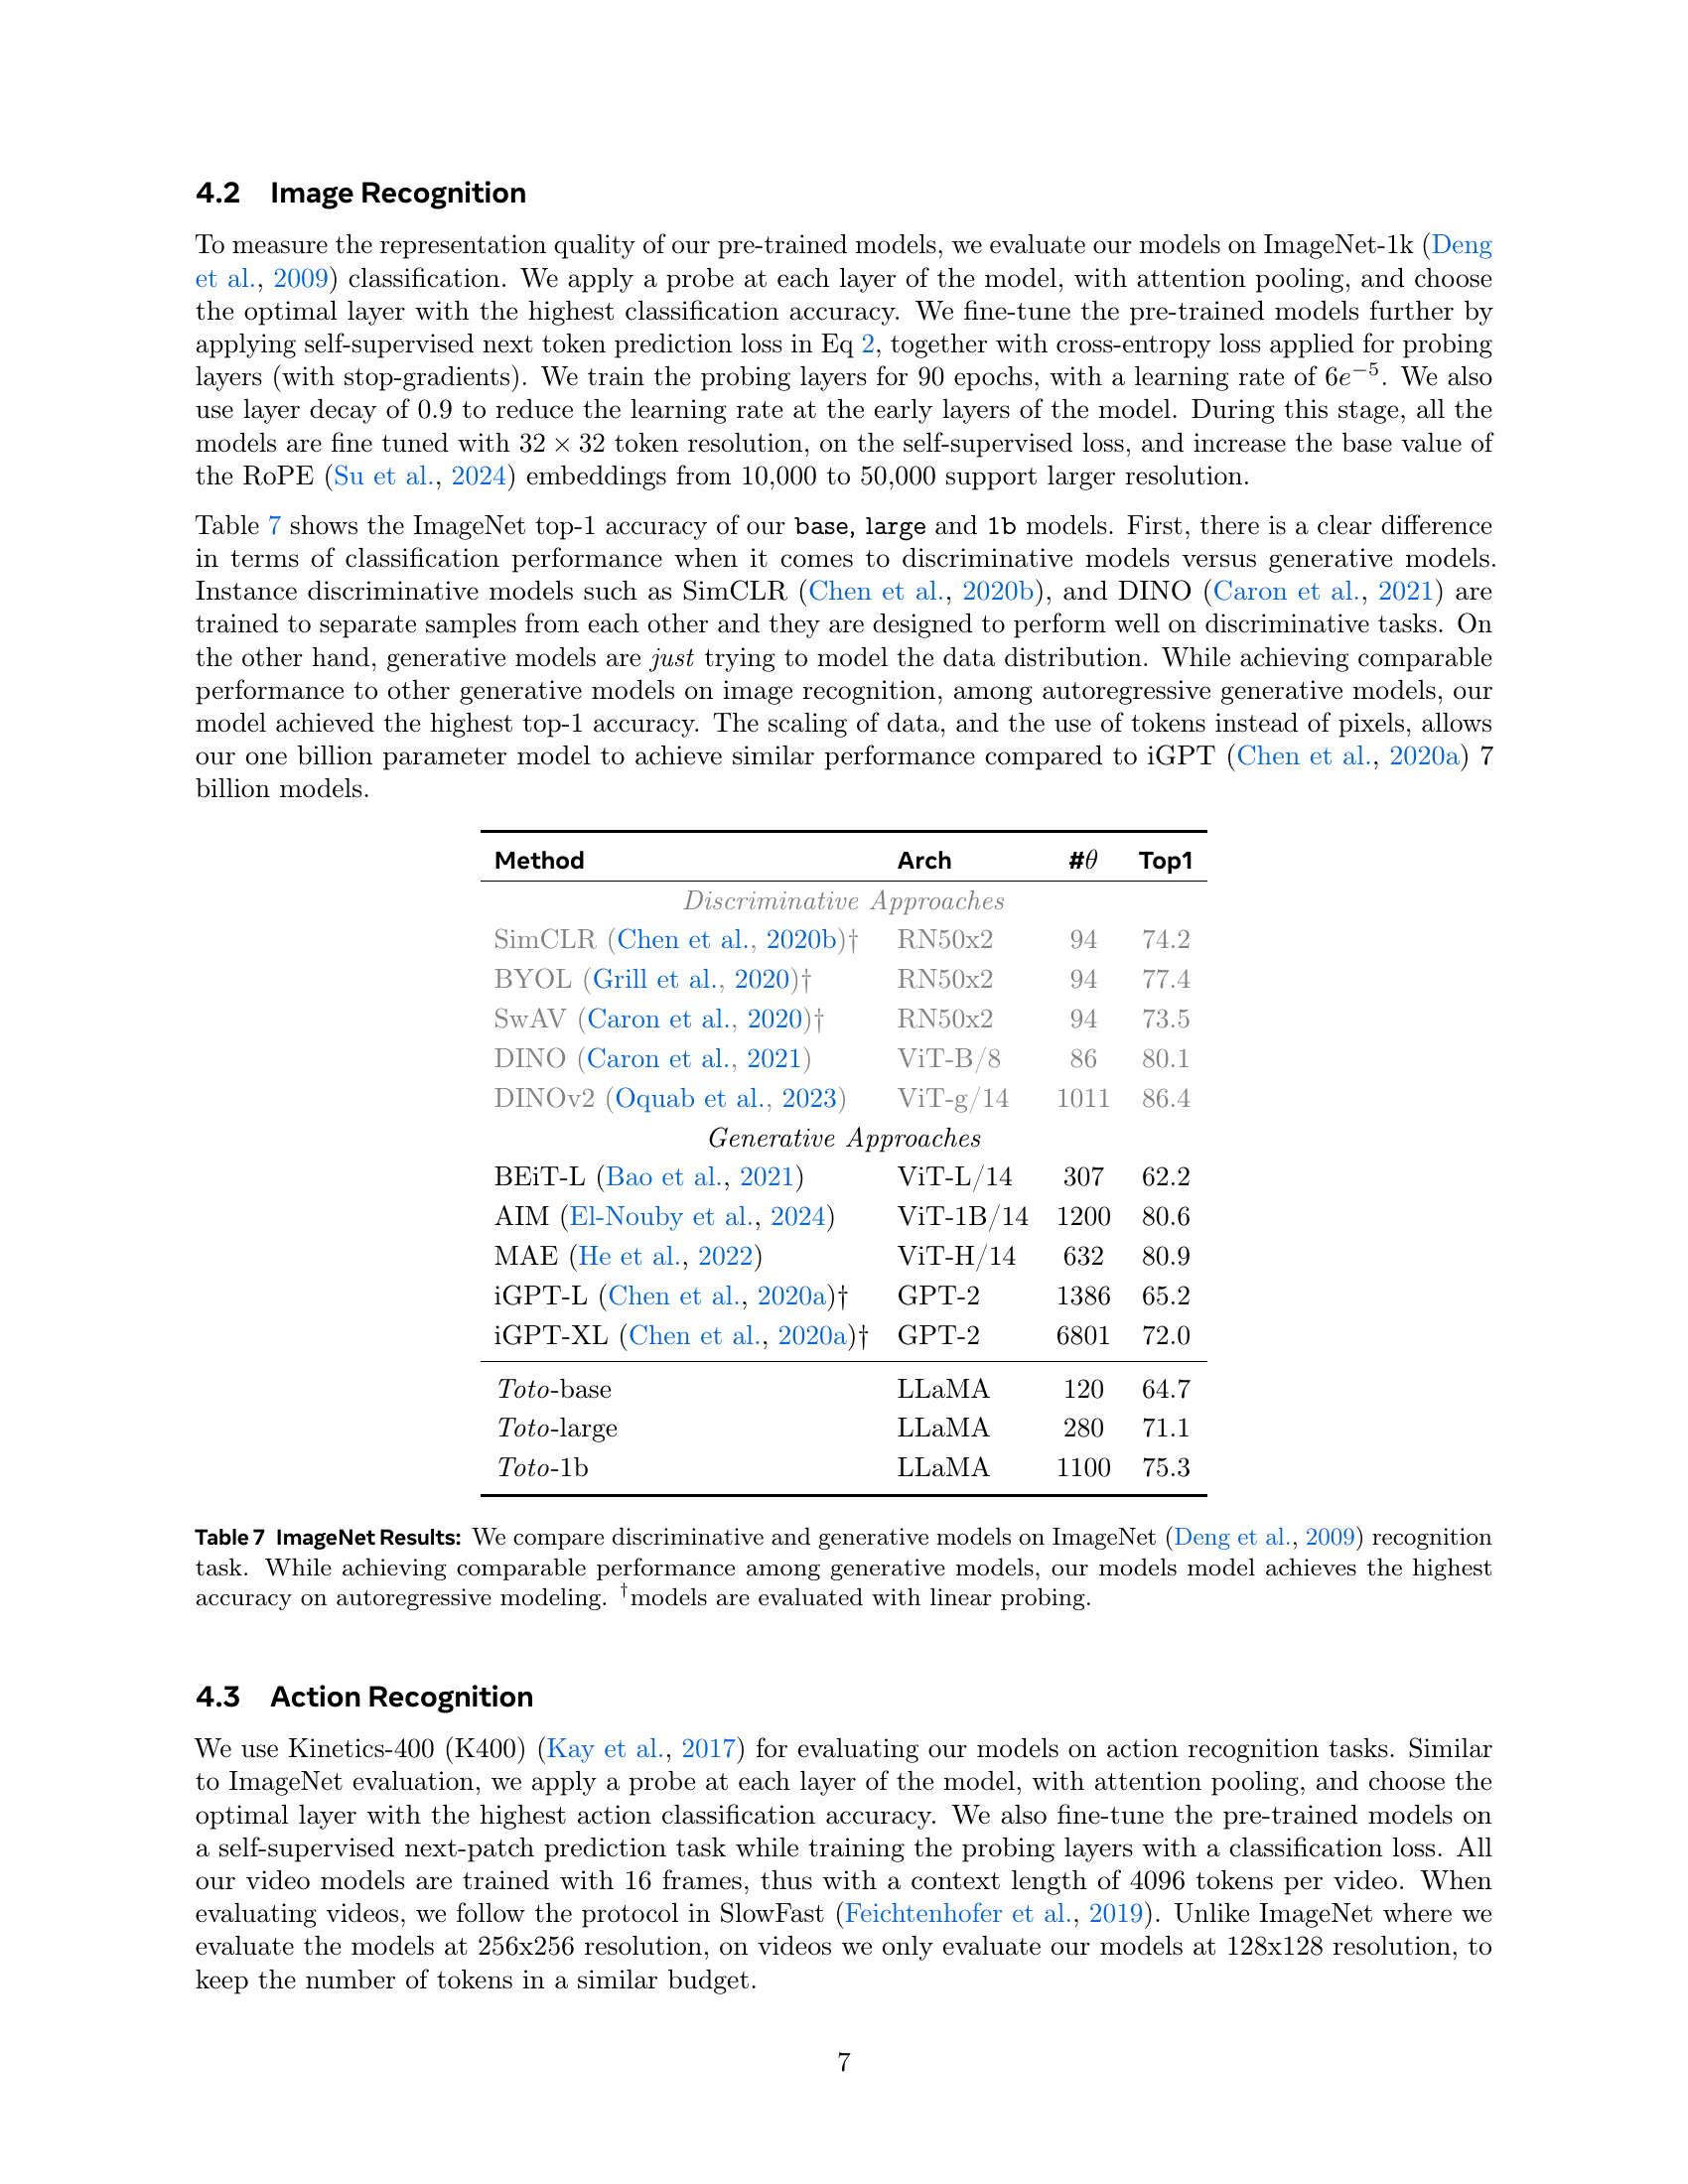 4.2 Image Recognition
To measure the representation quality of our pre-trained models, we evaluate our models on ImageNet-1k (Deng
et al., 2009) classification. We apply a probe at each layer of the model, with attention pooling, and choose
the optimal layer with the highest classification accuracy. We fine-tune the pre-trained models further by
applying self-supervised next token prediction loss in Eq 2, together with cross-entropy loss applied for probing
layers (with stop-gradients). We train the probing layers for 90 epochs, with a learning rate of 6e⁻⁵. We also
use layer decay of 0.9 to reduce the learning rate at the early layers of the model. During this stage, all the
models are fine tuned with 32 × 32 token resolution, on the self-supervised loss, and increase the base value of
the RoPE (Su et al., 2024) embeddings from 10,000 to 50,000 support larger resolution.
Table 7 shows the ImageNet top-1 accuracy of our base, large and 1b models. First, there is a clear difference
in terms of classification performance when it comes to discriminative models versus generative models.
Instance discriminative models such as SimCLR (Chen et al., 2020b), and DINO (Caron et al., 2021) are
trained to separate samples from each other and they are designed to perform well on discriminative tasks. On
the other hand, generative models are just trying to model the data distribution. While achieving comparable
performance to other generative models on image recognition, among autoregressive generative models, our
model achieved the highest top-1 accuracy. The scaling of data, and the use of tokens instead of pixels, allows
our one billion parameter model to achieve similar performance compared to iGPT (Chen et al., 2020a) 7
billion models.
Method Arch #θ Top1
Discriminative Approaches
SimCLR (Chen et al., 2020b)† RN50x2 94 74.2
BYOL (Grill et al., 2020)† RN50x2 94 77.4
SwAV (Caron et al., 2020)† RN50x2 94 73.5
DINO (Caron et al., 2021) ViT-B/8 86 80.1
DINOv2 (Oquab et al., 2023) ViT-g/14 1011 86.4
Generative Approaches
BEiT-L (Bao et al., 2021) ViT-L/14 307 62.2
AIM (El-Nouby et al., 2024) ViT-1B/14 1200 80.6
MAE (He et al., 2022) ViT-H/14 632 80.9
iGPT-L (Chen et al., 2020a)† GPT-2 1386 65.2
iGPT-XL (Chen et al., 2020a)† GPT-2 6801 72.0
Toto-base LLaMA 120 64.7
Toto-large LLaMA 280 71.1
Toto-1b LLaMA 1100 75.3
Table 7 ImageNet Results: We compare discriminative and generative models on ImageNet (Deng et al., 2009) recognition
task. While achieving comparable performance among generative models, our models model achieves the highest
accuracy on autoregressive modeling. †models are evaluated with linear probing.
4.3 Action Recognition
We use Kinetics-400 (K400) (Kay et al., 2017) for evaluating our models on action recognition tasks. Similar
to ImageNet evaluation, we apply a probe at each layer of the model, with attention pooling, and choose the
optimal layer with the highest action classification accuracy. We also fine-tune the pre-trained models on
a self-supervised next-patch prediction task while training the probing layers with a classification loss. All
our video models are trained with 16 frames, thus with a context length of 4096 tokens per video. When
evaluating videos, we follow the protocol in SlowFast (Feichtenhofer et al., 2019). Unlike ImageNet where we
evaluate the models at 256x256 resolution, on videos we only evaluate our models at 128x128 resolution, to
keep the number of tokens in a similar budget.
7